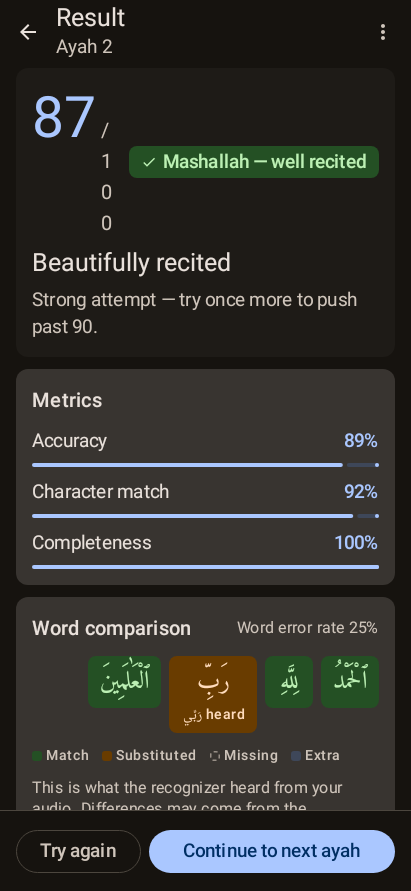 Result
Ayah 2
87 /100
✓ Mashallah — well recited
Beautifully recited
Strong attempt — try once more to push
past 90.
Metrics
Accuracy 89%
Character match 92%
Completeness 100%
Word comparison Word error rate 25%
ٱلْحَمْدُ لِلَّهِ رَبِّ ٱلْعَٰلَمِينَ
رَبْي heard
Match Substituted Missing Extra
This is what the recognizer heard from your
audio. Differences may come from the
Try again Continue to next ayah